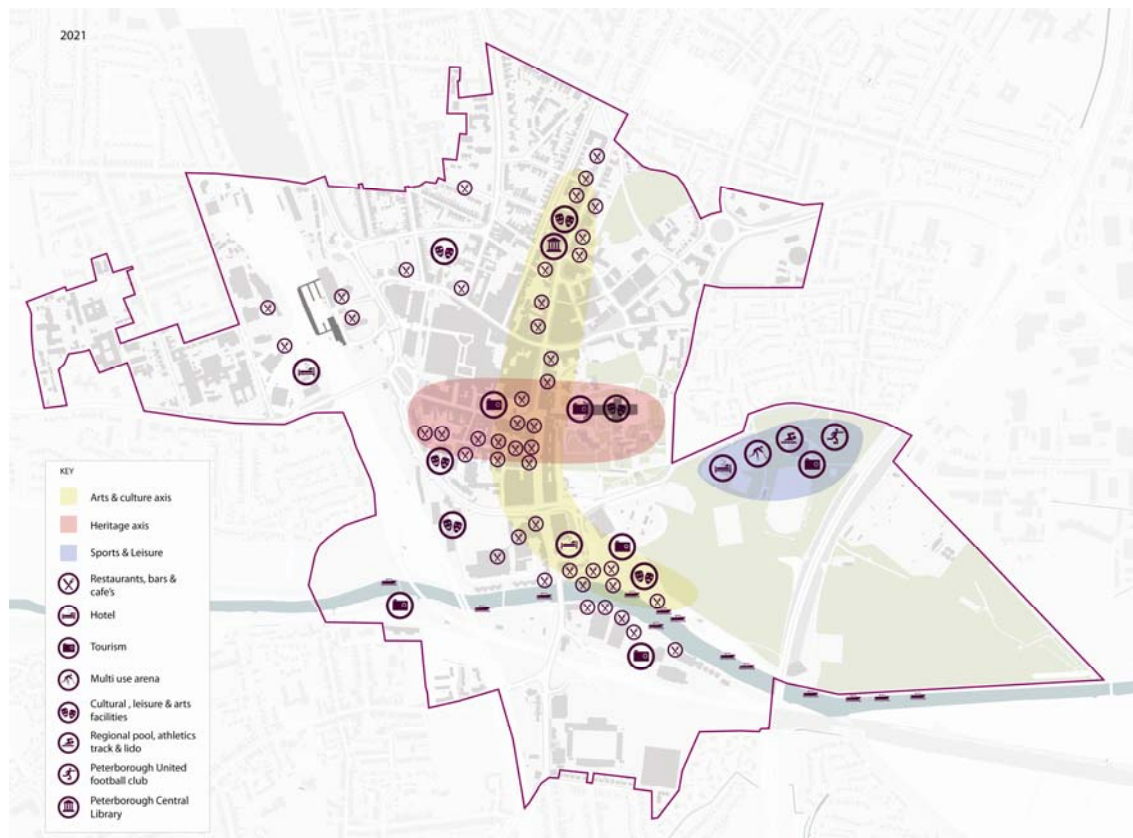 2021
KEY
Arts & culture axis
Heritage axis
Sports & Leisure
Restaurants, bars &
cafe's
Hotel
Tourism
Multi use arena
Cultural , leisure & arts
facilities
Regional pool, athletics
track & lido
Peterborough United
football club
Peterborough Central
Library